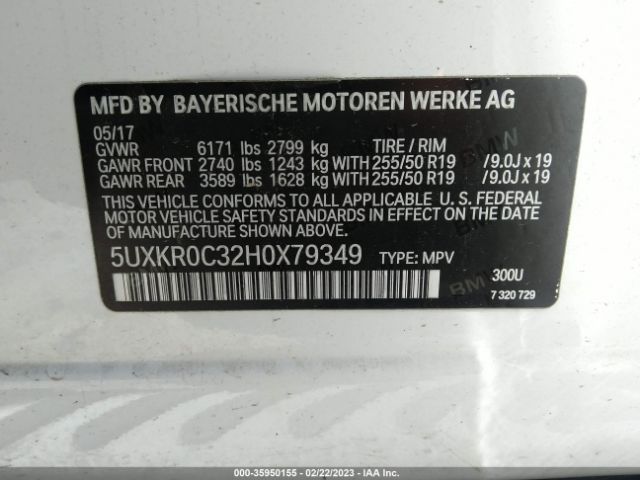 MFD BY BAYERISCHE MOTOREN WERKE AG
05/17
GVWR 6171 lbs 2799 kg TIRE / RIM
GAWR FRONT 2740 lbs 1243 kg WITH 255/50 R19 /9.0J x 19
GAWR REAR 3589 lbs 1628 kg WITH 255/50 R19 /9.0J x 19
THIS VEHICLE CONFORMS TO ALL APPLICABLE U. S. FEDERAL
MOTOR VEHICLE SAFETY STANDARDS IN EFFECT ON THE DATE
OF MANUFACTURE SHOWN ABOVE.
5UXKR0C32H0X79349 TYPE: MPV
300U
7 320 729
BMW
BMW
000-35950155 - 02/22/2023 - IAA Inc.